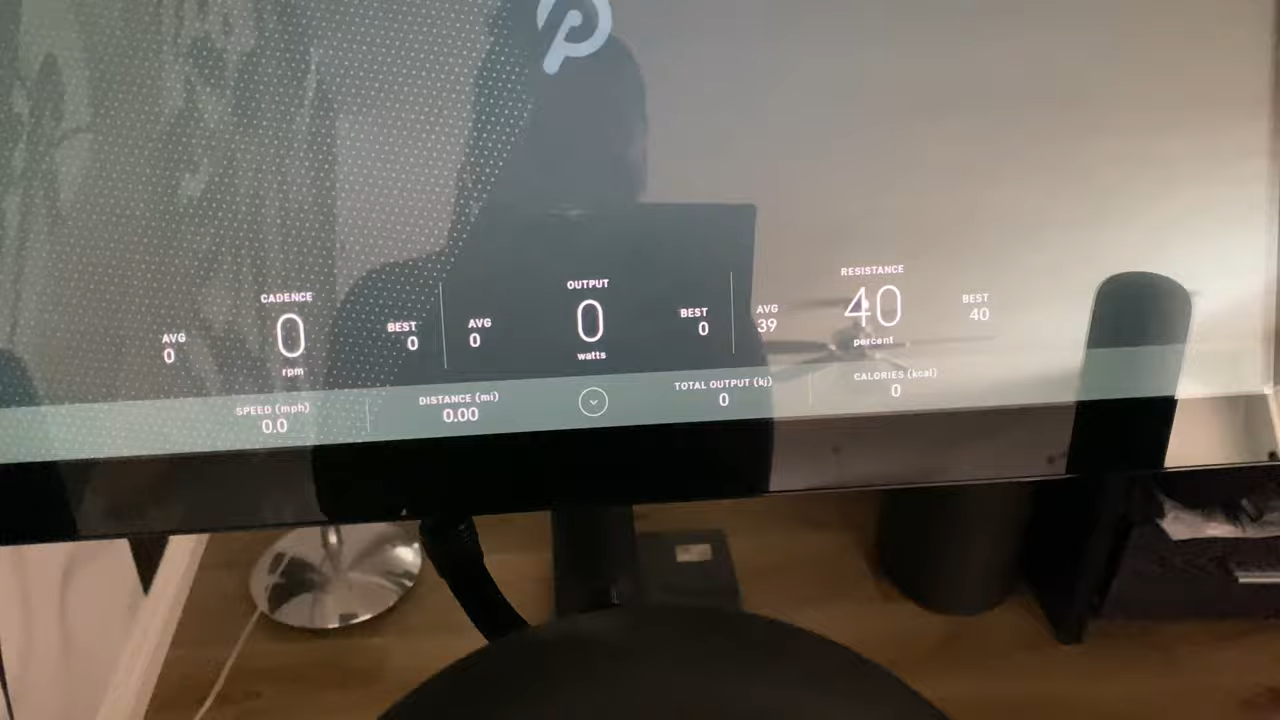 CADENCE
AVG
0
0
rpm
BEST
0
OUTPUT
AVG
0
0
watts
BEST
0
RESISTANCE
AVG
39
40
percent
BEST
40
SPEED (mph)
0.0
DISTANCE (mi)
0.00
TOTAL OUTPUT (kj)
0
CALORIES (kcal)
0